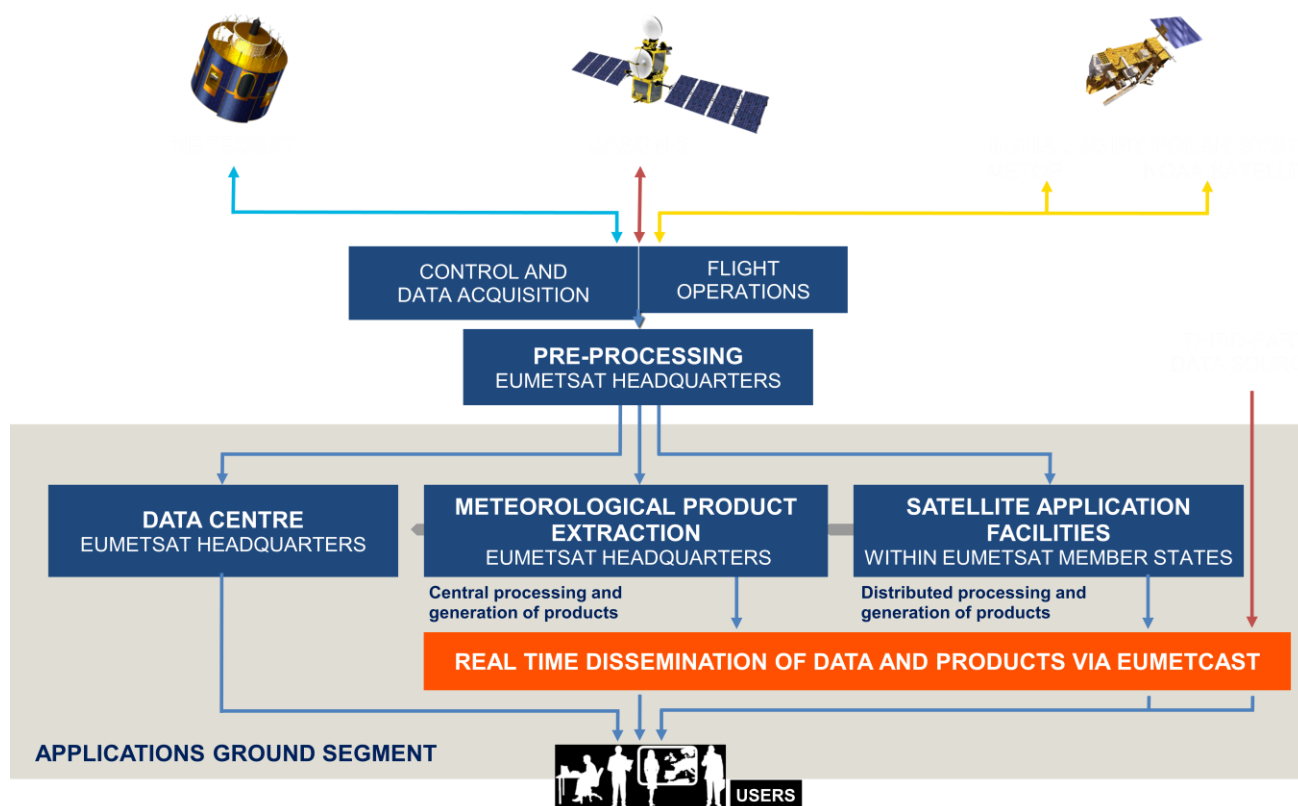 CONTROL AND
DATA ACQUISITION
FLIGHT
OPERATIONS
PRE-PROCESSING
EUMETSAT HEADQUARTERS
DATA CENTRE
EUMETSAT HEADQUARTERS
METEOROLOGICAL PRODUCT
EXTRACTION
EUMETSAT HEADQUARTERS
SATELLITE APPLICATION
FACILITIES
WITHIN EUMETSAT MEMBER STATES
Central processing and
generation of products
Distributed processing and
generation of products
REAL TIME DISSEMINATION OF DATA AND PRODUCTS VIA EUMETCAST
APPLICATIONS GROUND SEGMENT
USERS